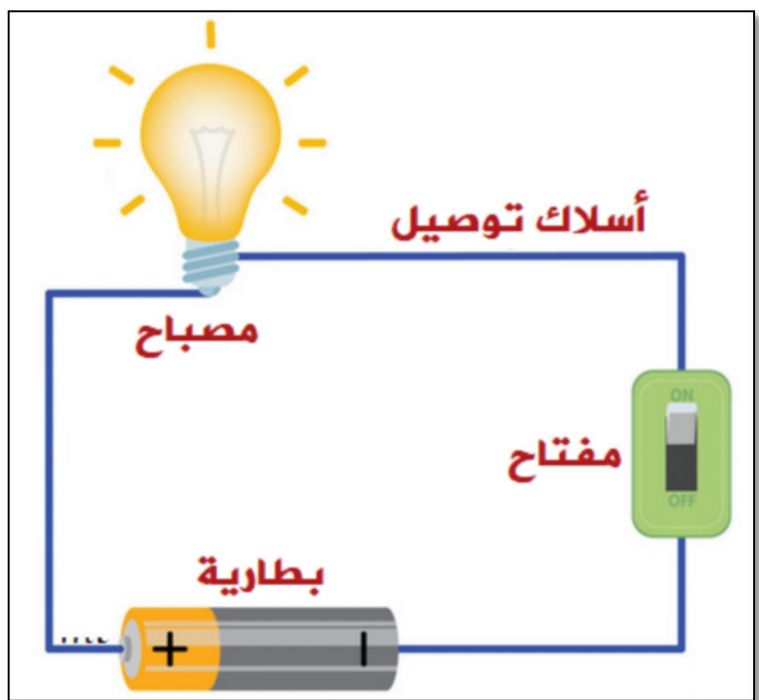 أسلاك توصيل
مصباح
ON
مفتاح
OFF
بطارية
+
-